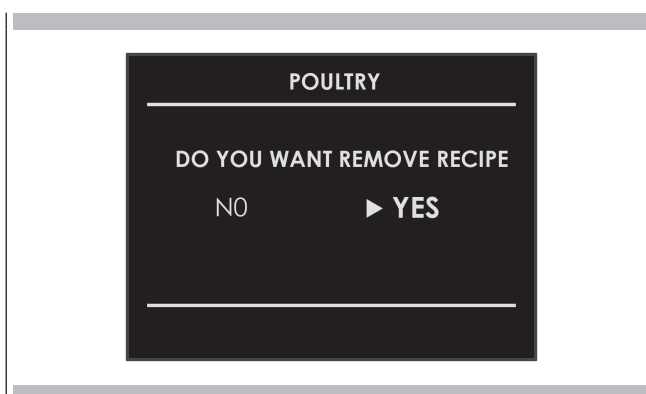 POULTRY
DO YOU WANT REMOVE RECIPE
N0 ▶ YES